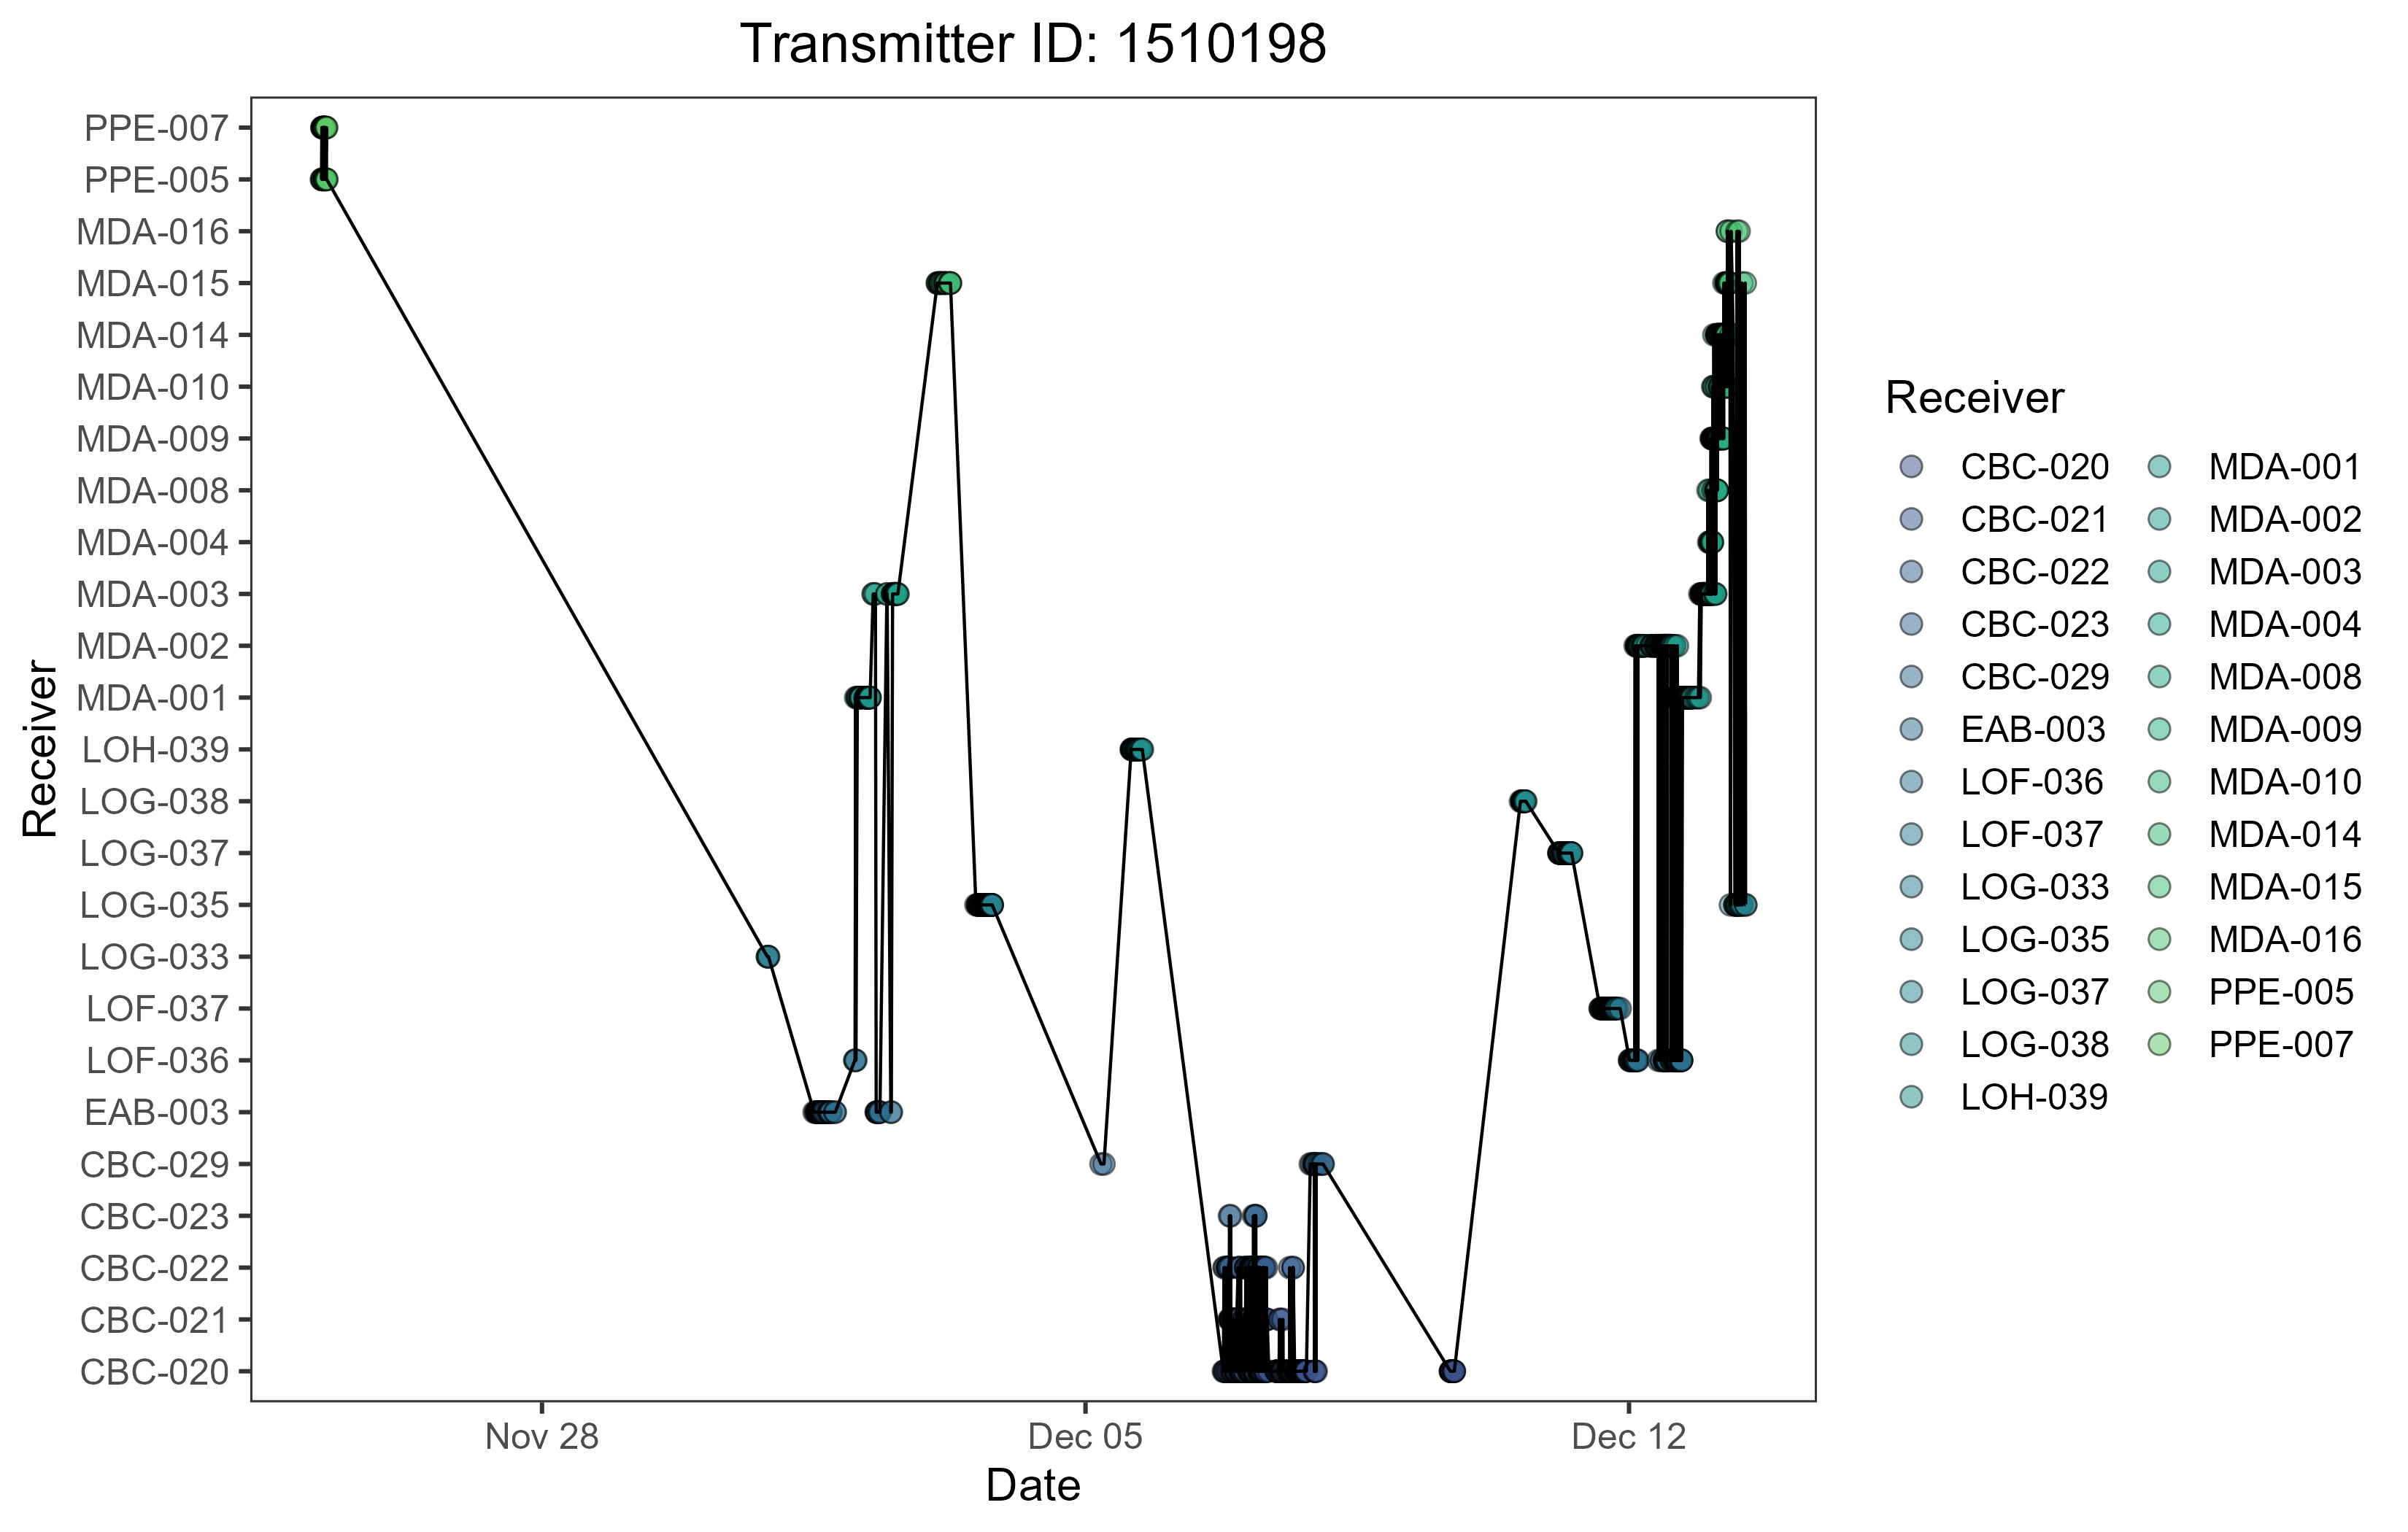 Transmitter ID: 1510198
PPE-007
PPE-005
MDA-016
MDA-015
MDA-014
MDA-010
MDA-009
MDA-008
MDA-004
MDA-003
MDA-002
MDA-001
LOH-039
LOG-038
LOG-037
LOG-035
LOG-033
LOF-037
LOF-036
EAB-003
CBC-029
CBC-023
CBC-022
CBC-021
CBC-020
Receiver
Nov 28
Dec 05
Dec 12
Date
Receiver
CBC-020
CBC-021
CBC-022
CBC-023
CBC-029
EAB-003
LOF-036
LOF-037
LOG-033
LOG-035
LOG-037
LOG-038
LOH-039
MDA-001
MDA-002
MDA-003
MDA-004
MDA-008
MDA-009
MDA-010
MDA-014
MDA-015
MDA-016
PPE-005
PPE-007